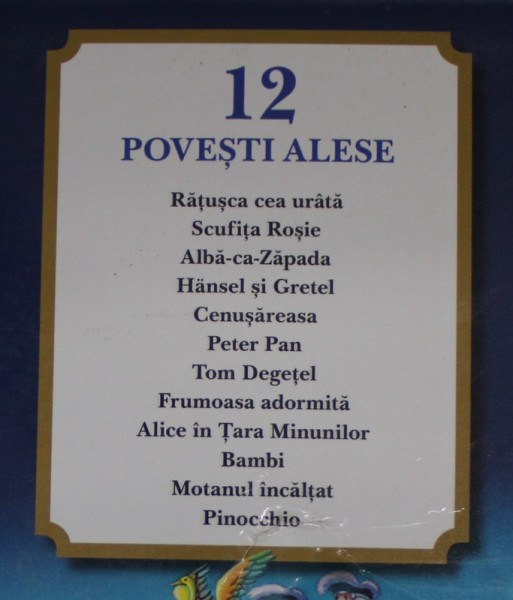 12
POVEȘTI ALESE
Rățușca cea urâtă
Scufița Roșie
Albă-ca-Zăpada
Hänsel și Gretel
Cenușăreasa
Peter Pan
Tom Degețel
Frumoasa adormită
Alice în Țara Minunilor
Bambi
Motanul încălțat
Pinocchio